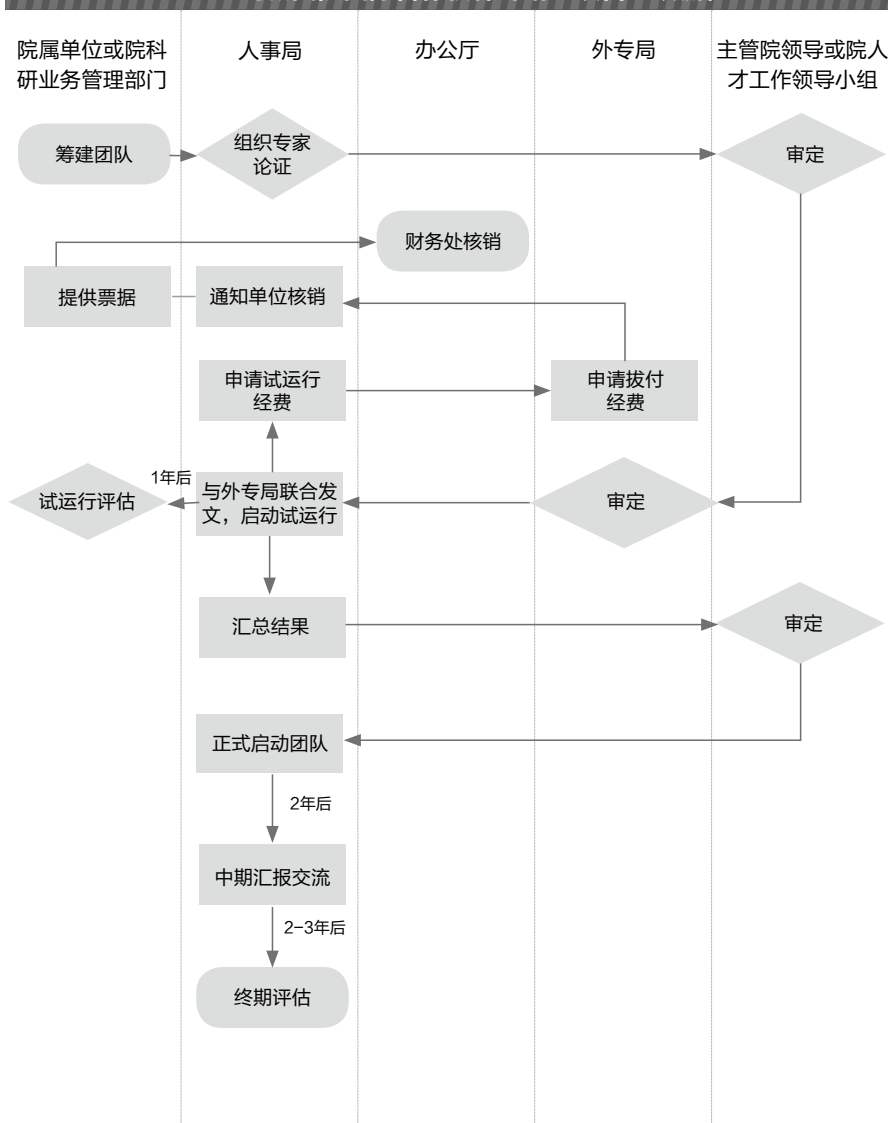 院属单位或院科
研业务管理部门
人事局
办公厅
外专局
主管院领导或院人
才工作领导小组
筹建团队
组织专家
论证
审定
财务处核销
提供票据
通知单位核销
申请试运行
经费
申请拔付
经费
1年后
试运行评估
与外专局联合发
文，启动试运行
审定
汇总结果
审定
正式启动团队
2年后
中期汇报交流
2-3年后
终期评估